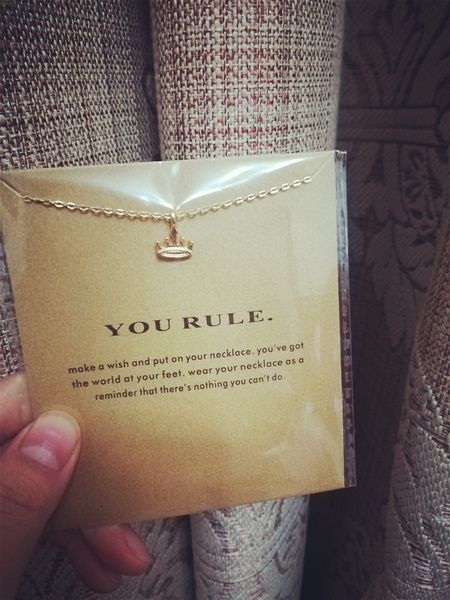 YOU RULE.
make a wish and put on your necklace. you've got
the world at your feet. wear your necklace as a
reminder that there's nothing you can't do.